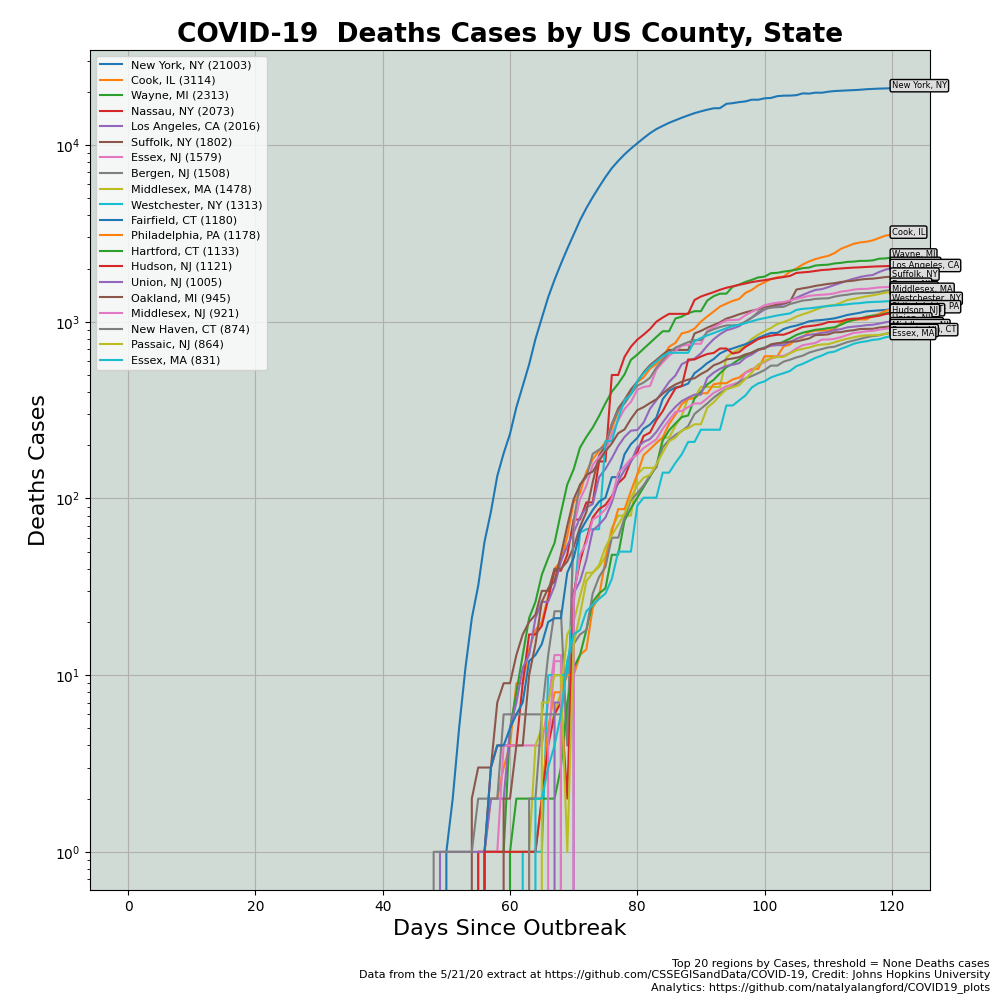 COVID-19  Deaths Cases by US County, State
New York, NY (21003)
Cook, IL (3114)
Wayne, MI (2313)
Nassau, NY (2073)
Los Angeles, CA (2016)
Suffolk, NY (1802)
Essex, NJ (1579)
Bergen, NJ (1508)
Middlesex, MA (1478)
Westchester, NY (1313)
Fairfield, CT (1180)
Philadelphia, PA (1178)
Hartford, CT (1133)
Hudson, NJ (1121)
Union, NJ (1005)
Oakland, MI (945)
Middlesex, NJ (921)
New Haven, CT (874)
Passaic, NJ (864)
Essex, MA (831)
New York, NY
Cook, IL
Wayne, MI
Los Angeles, CA
Suffolk, NY
Middlesex, MA
Westchester, NY
PA
Hudson, NJ
CT
Essex, MA
Deaths Cases
10⁴
10³
10²
10¹
10⁰
0 20 40 60 80 100 120
Days Since Outbreak
Top 20 regions by Cases, threshold = None Deaths cases
Data from the 5/21/20 extract at https://github.com/CSSEGISandData/COVID-19, Credit: Johns Hopkins University
Analytics: https://github.com/natalyalangford/COVID19_plots